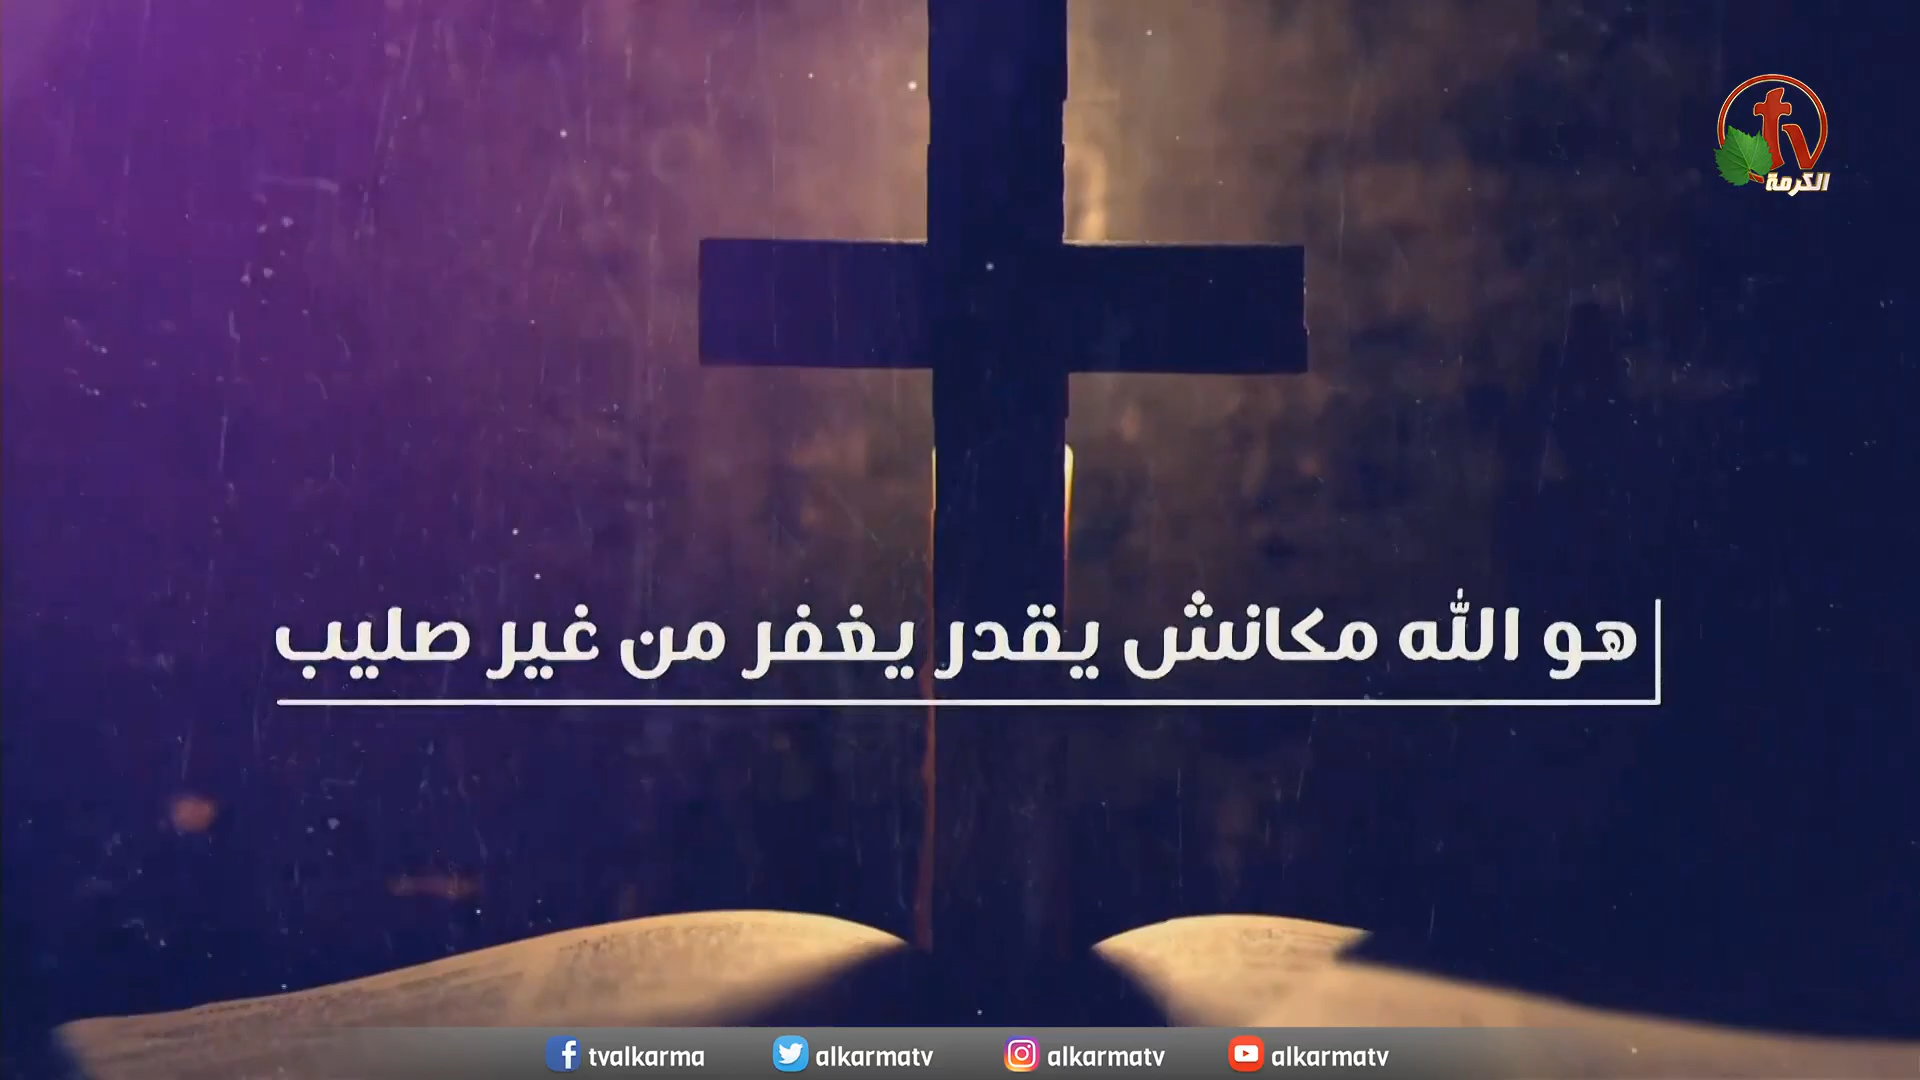 tv
الكرمة
هو الله مكانش يقدر يغفر من غير صليب
tvalkarma
alkarmatv
alkarmatv
alkarmatv